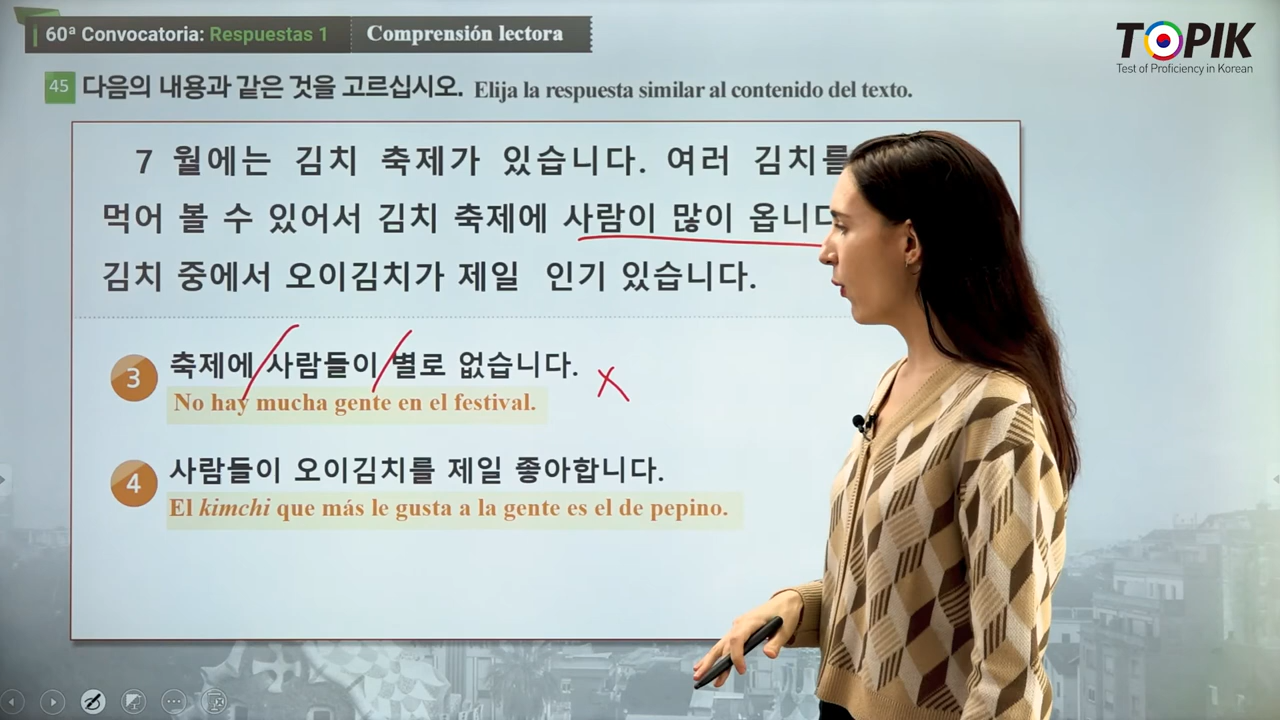 60ª Convocatoria: Respuestas 1 Comprensión lectora
TOPIK
Test of Proficiency in Korean
45 다음의 내용과 같은 것을 고르십시오. Elija la respuesta similar al contenido del texto.
7 월에는 김치 축제가 있습니다. 여러 김치를
먹어 볼 수 있어서 김치 축제에 사람이 많이
김치 중에서 오이김치가 제일 인기 있습니다.
3 축제에 사람들이 별로 없습니다.
No hay mucha gente en el festival.
4 사람들이 오이김치를 제일 좋아합니다.
El kimchi que más le gusta a la gente es el de pepino.